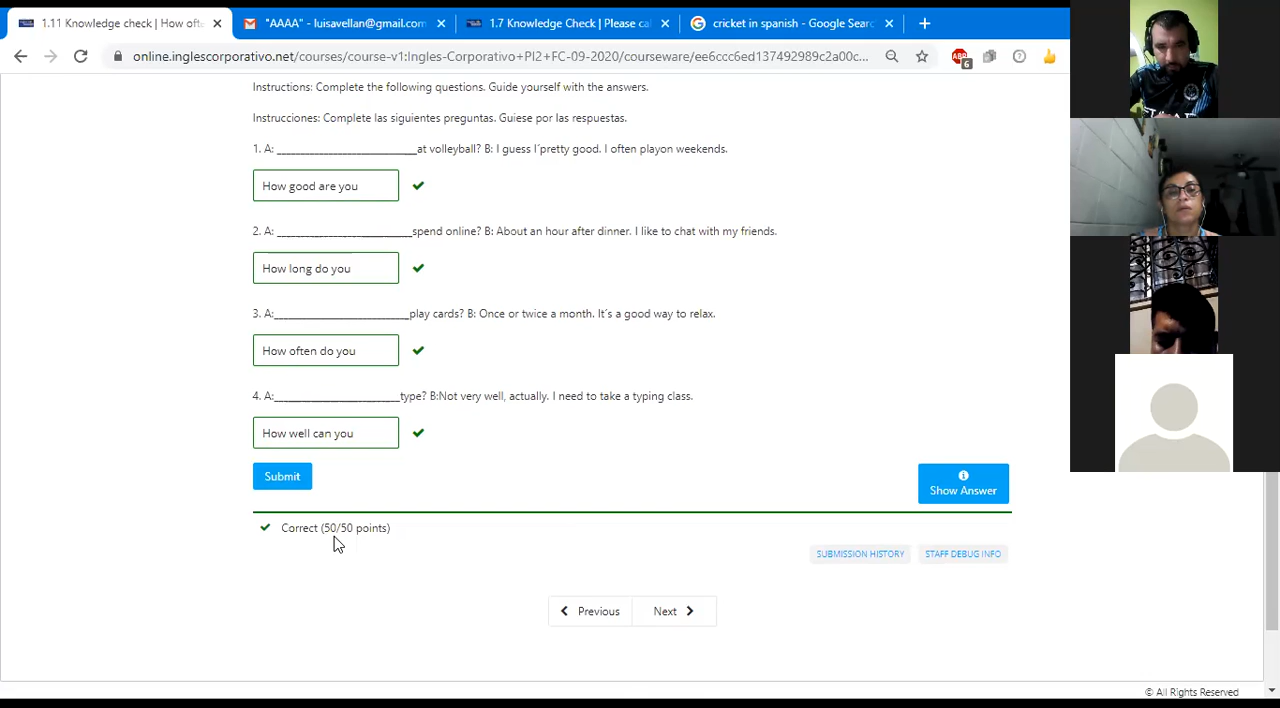 1.11 Knowledge check | How ofte
"AAAA" - luisavellan@gmail.com
1.7 Knowledge Check | Please cal
cricket in spanish - Google Searc
online.inglescorporativo.net/courses/course-v1:Ingles-Corporativo+PI2+FC-09-2020/courseware/ee6ccc6ed137492989c2a00c...
6
Instructions: Complete the following questions. Guide yourself with the answers.
Instrucciones: Complete las siguientes preguntas. Guiese por las respuestas.
1. A: ____________________________at volleyball? B: I guess I´pretty good. I often playon weekends.
How good are you
2. A: ___________________________spend online? B: About an hour after dinner. I like to chat with my friends.
How long do you
3. A:___________________________play cards? B: Once or twice a month. It´s a good way to relax.
How often do you
4. A:_________________________type? B:Not very well, actually. I need to take a typing class.
How well can you
Submit
Show Answer
Correct (50/50 points)
SUBMISSION HISTORY
STAFF DEBUG INFO
Previous
Next
© All Rights Reserved